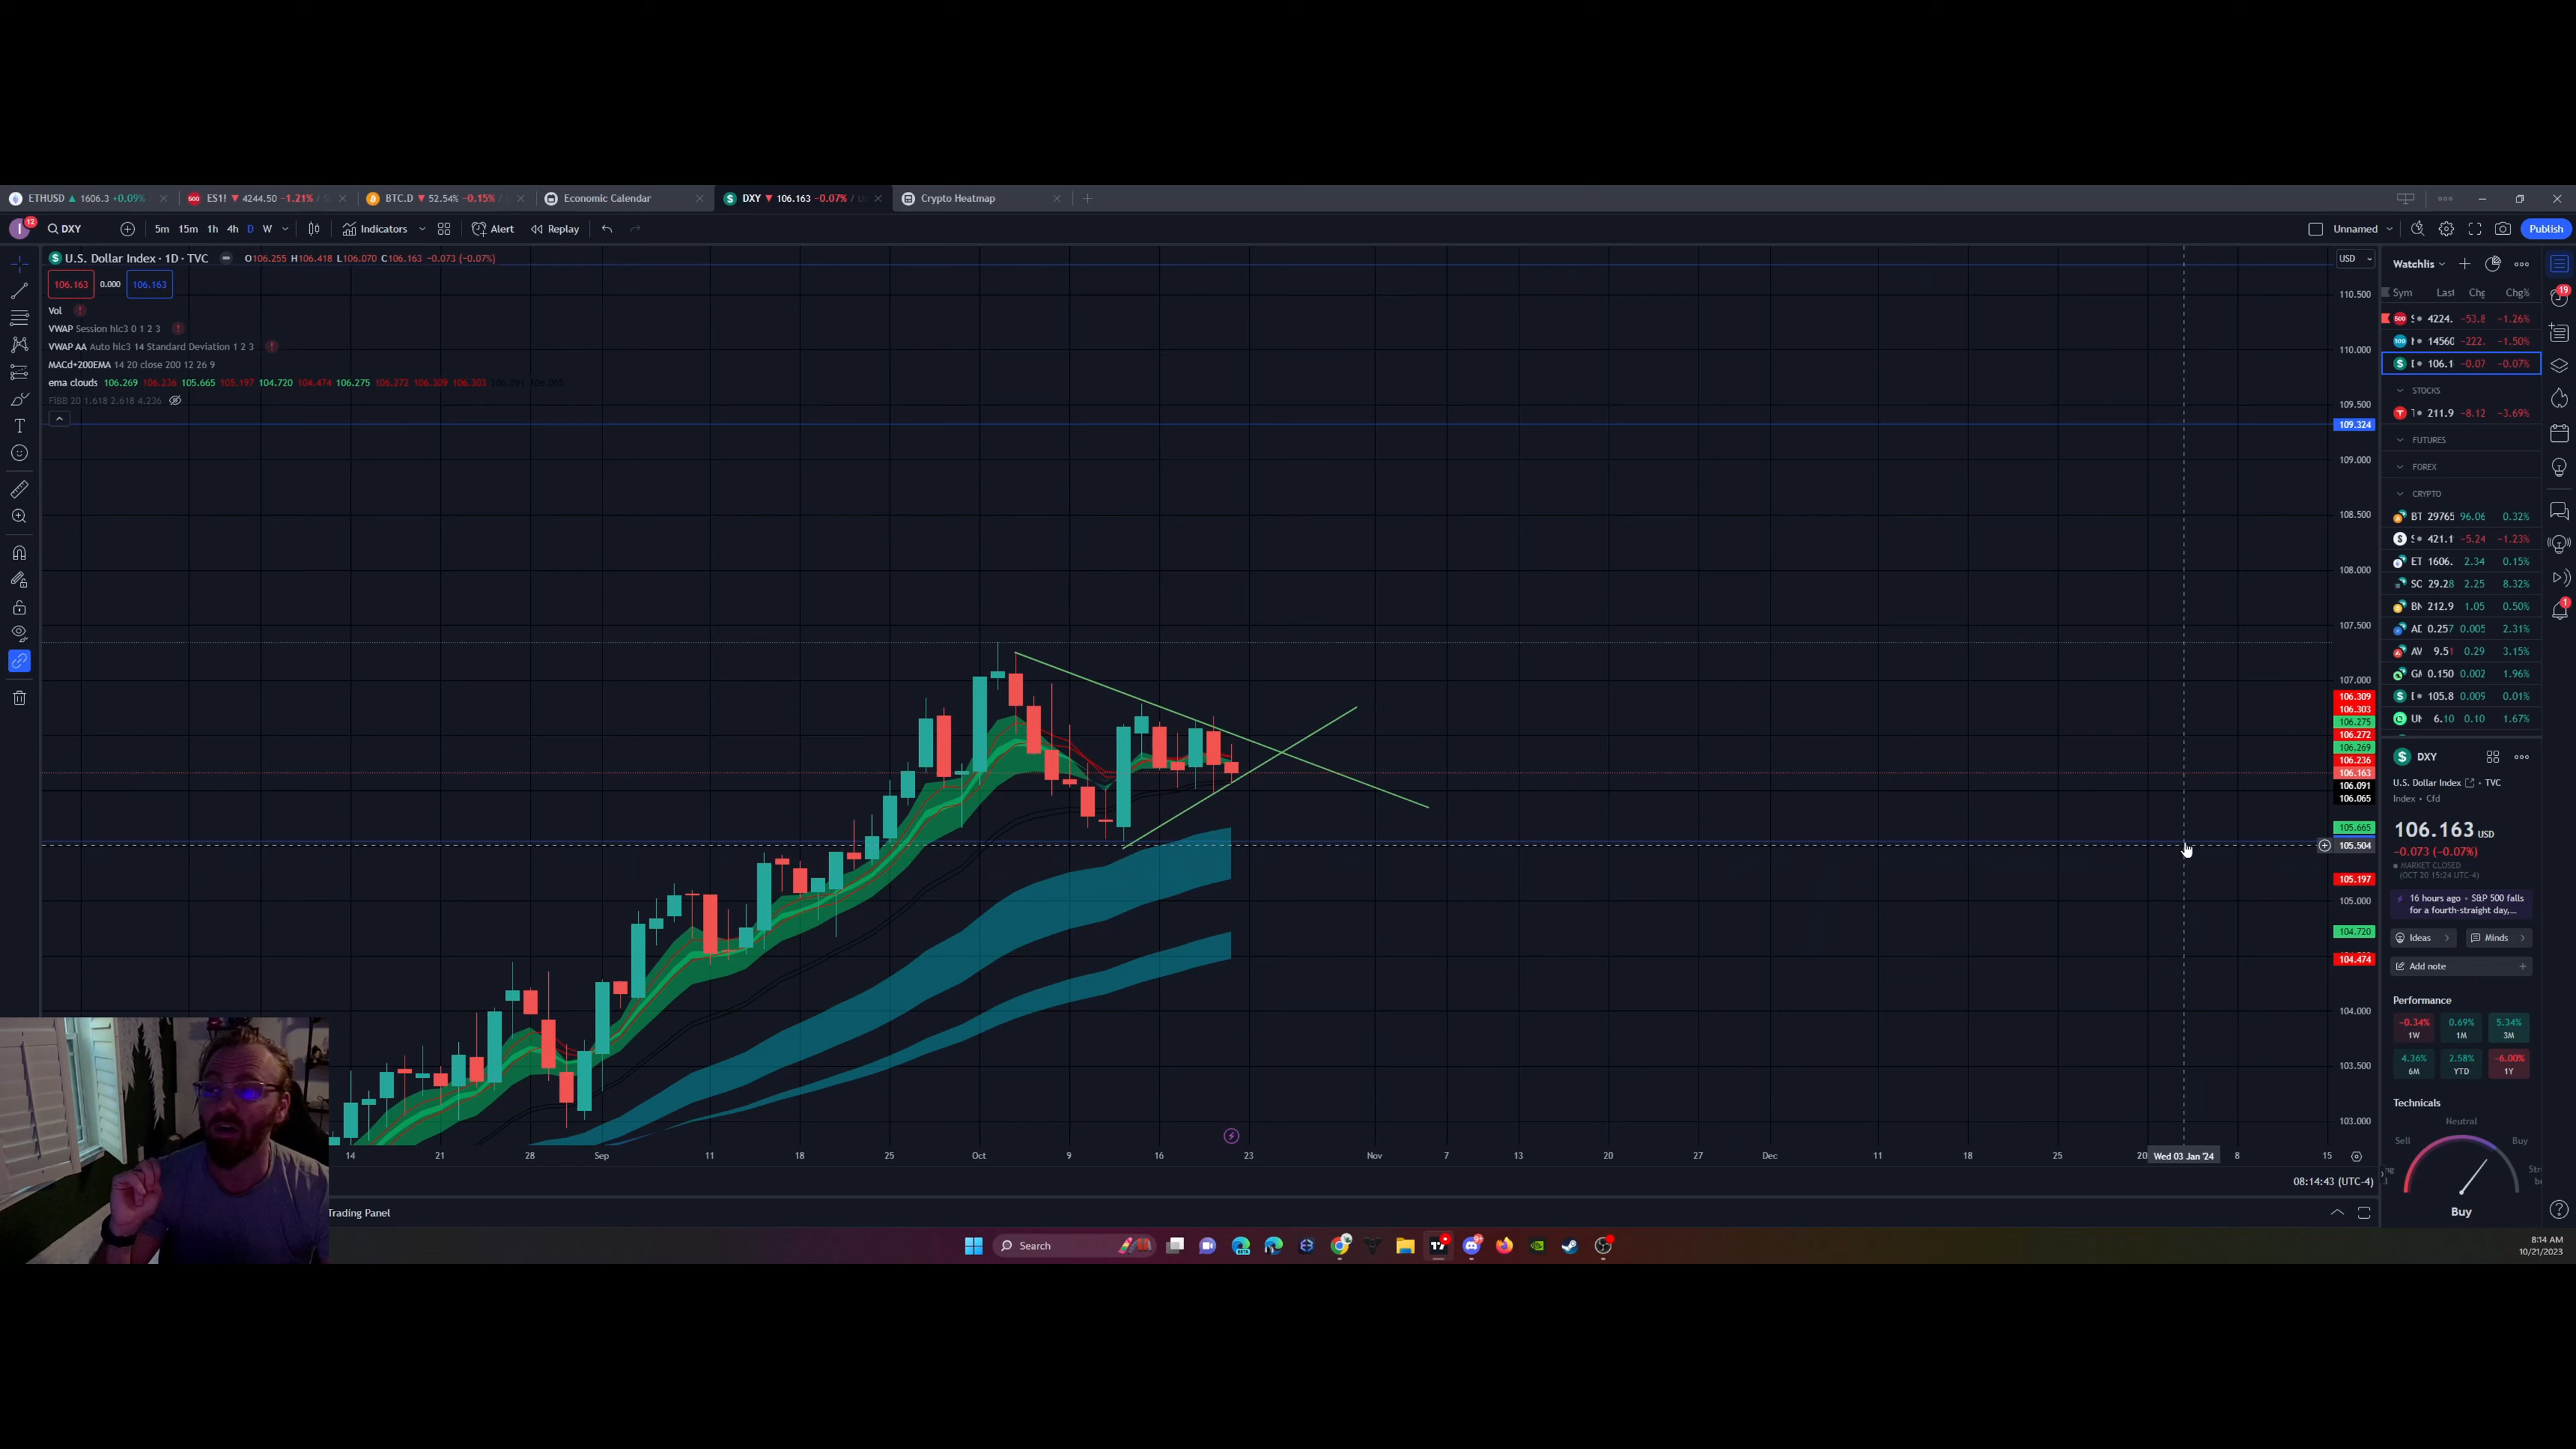 ETHUSD ▲ 1606.3 +0.09%
ES1! ▼ 4244.50 −1.21% /
BTC.D ▼ 52.54% −0.15% /
Economic Calendar
DXY ▼ 106.163 −0.07% /
Crypto Heatmap
12
DXY
5m 15m 1h 4h D W
Indicators
Alert
Replay
Unnamed
Publish
U.S. Dollar Index · 1D · TVC
O106.255 H106.418 L106.070 C106.163 −0.073 (−0.07%)
106.163 0.000 106.163
Vol
VWAP Session hlc3 0 1 2 3
VWAP AA Auto hlc3 14 Standard Deviation 1 2 3
MACd+200EMA 14 20 close 200 12 26 9
ema clouds 106.269 106.236 105.665 105.197 104.720 104.474 106.275 106.272 106.309 106.303 106.091 106.065
FIBB 20 1.618 2.618 4.236
USD
110.500
110.000
109.500
109.324
109.000
108.500
108.000
107.500
107.000
106.309
106.303
106.275
106.272
106.269
106.236
106.163
106.091
106.065
105.665
105.504
105.197
105.000
104.720
104.474
104.000
103.500
103.000
14 21 28 Sep 11 18 25 Oct 9 16 23 Nov 7 13 20 27 Dec 11 18 25 Wed 03 Jan '24 8 15
08:14:43 (UTC-4)
Trading Panel
Watchlis
Sym Last Chg Chg%
500 4224. −53.8 −1.26%
100 14560 −222. −1.50%
106.1 −0.07 −0.07%
STOCKS
211.9 −8.12 −3.69%
FUTURES
FOREX
CRYPTO
BT 29765 96.06 0.32%
421.1 −5.24 −1.23%
ET 1606. 2.34 0.15%
SC 29.28 2.25 8.32%
212.9 1.05 0.50%
0.257 0.005 2.31%
9.51 0.29 3.15%
0.150 0.002 1.96%
105.8 0.009 0.01%
6.10 0.10 1.67%
DXY
U.S. Dollar Index · TVC
Index · Cfd
106.163 USD
−0.073 (−0.07%)
MARKET CLOSED
(OCT 20 15:24 UTC-4)
16 hours ago · S&P 500 falls
for a fourth-straight day,...
Ideas
Minds
Add note
Performance
−0.34% 0.69% 5.34%
1W 1M 3M
4.36% 2.58% −6.00%
6M YTD 1Y
Technicals
Neutral
Sell Buy
Buy
19
1
Search
8:14 AM
10/21/2023